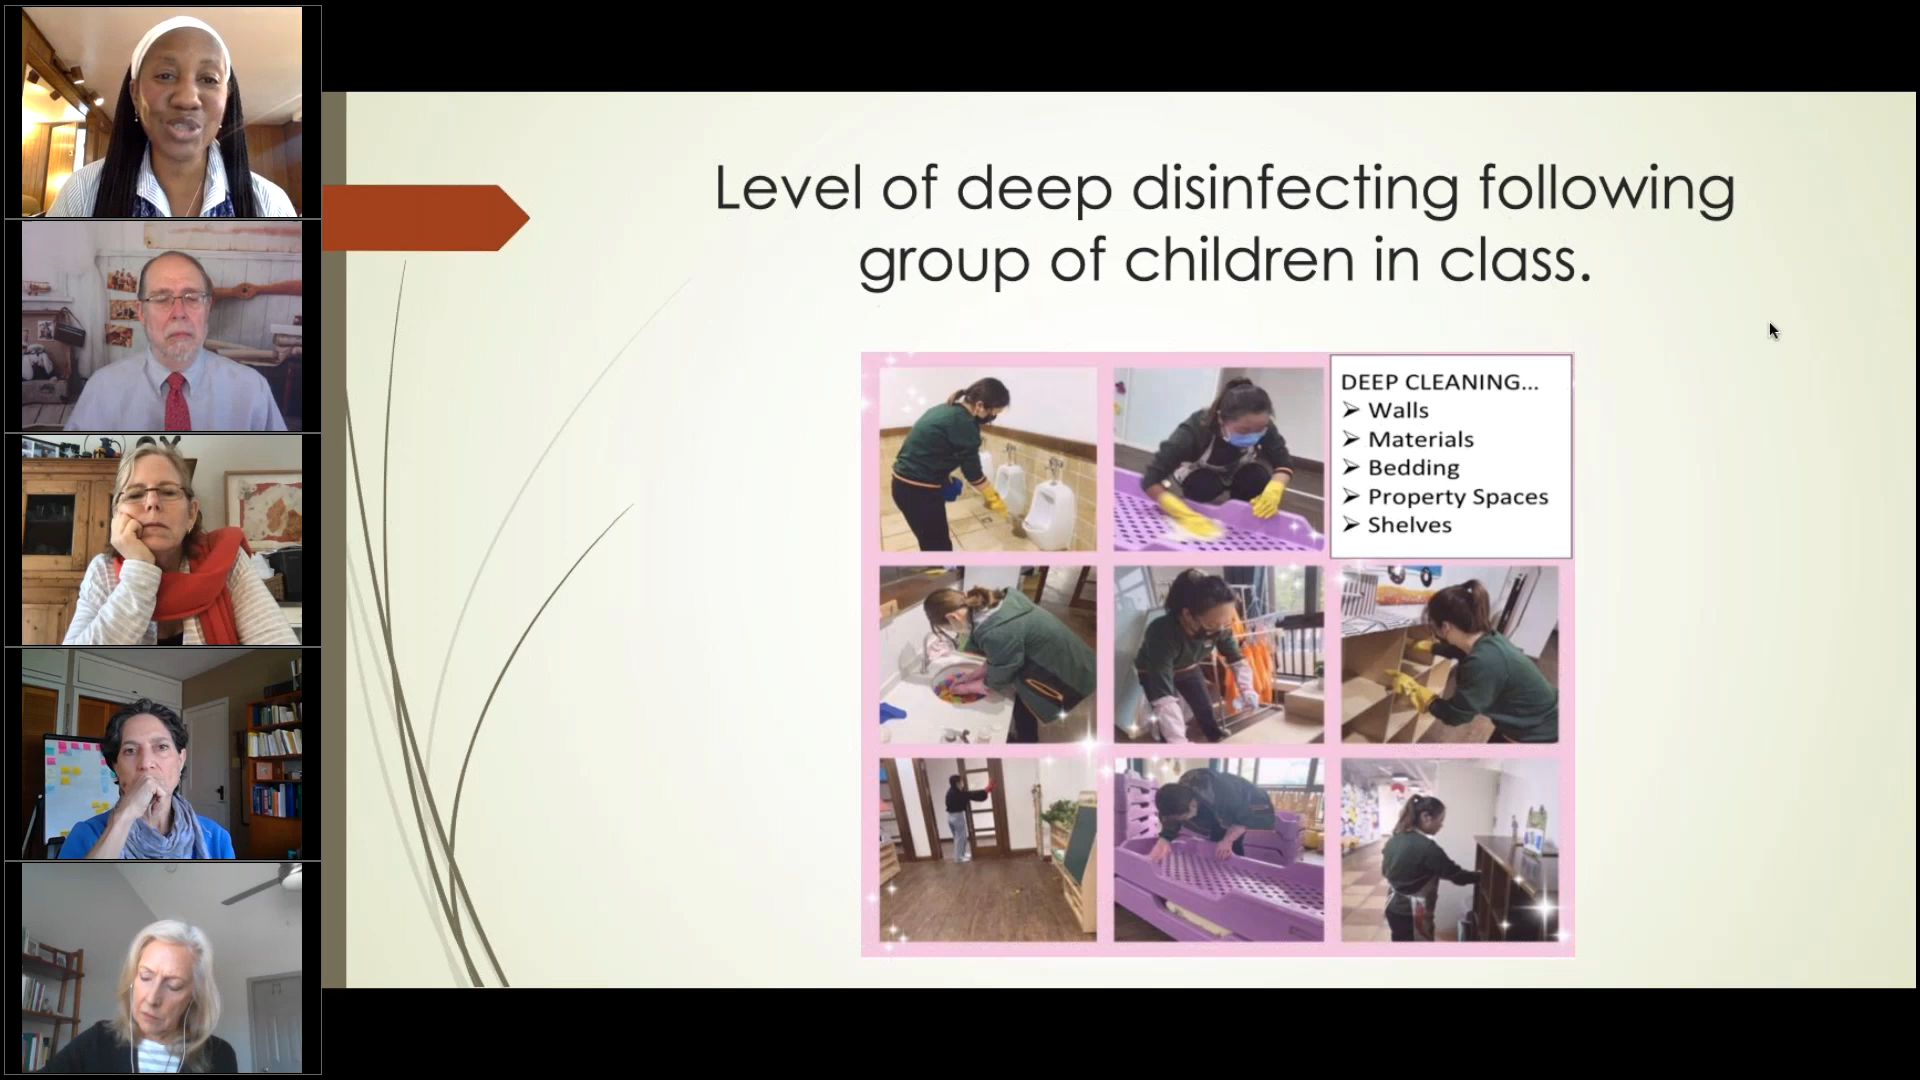 Level of deep disinfecting following
group of children in class.
DEEP CLEANING...
➢ Walls
➢ Materials
➢ Bedding
➢ Property Spaces
➢ Shelves